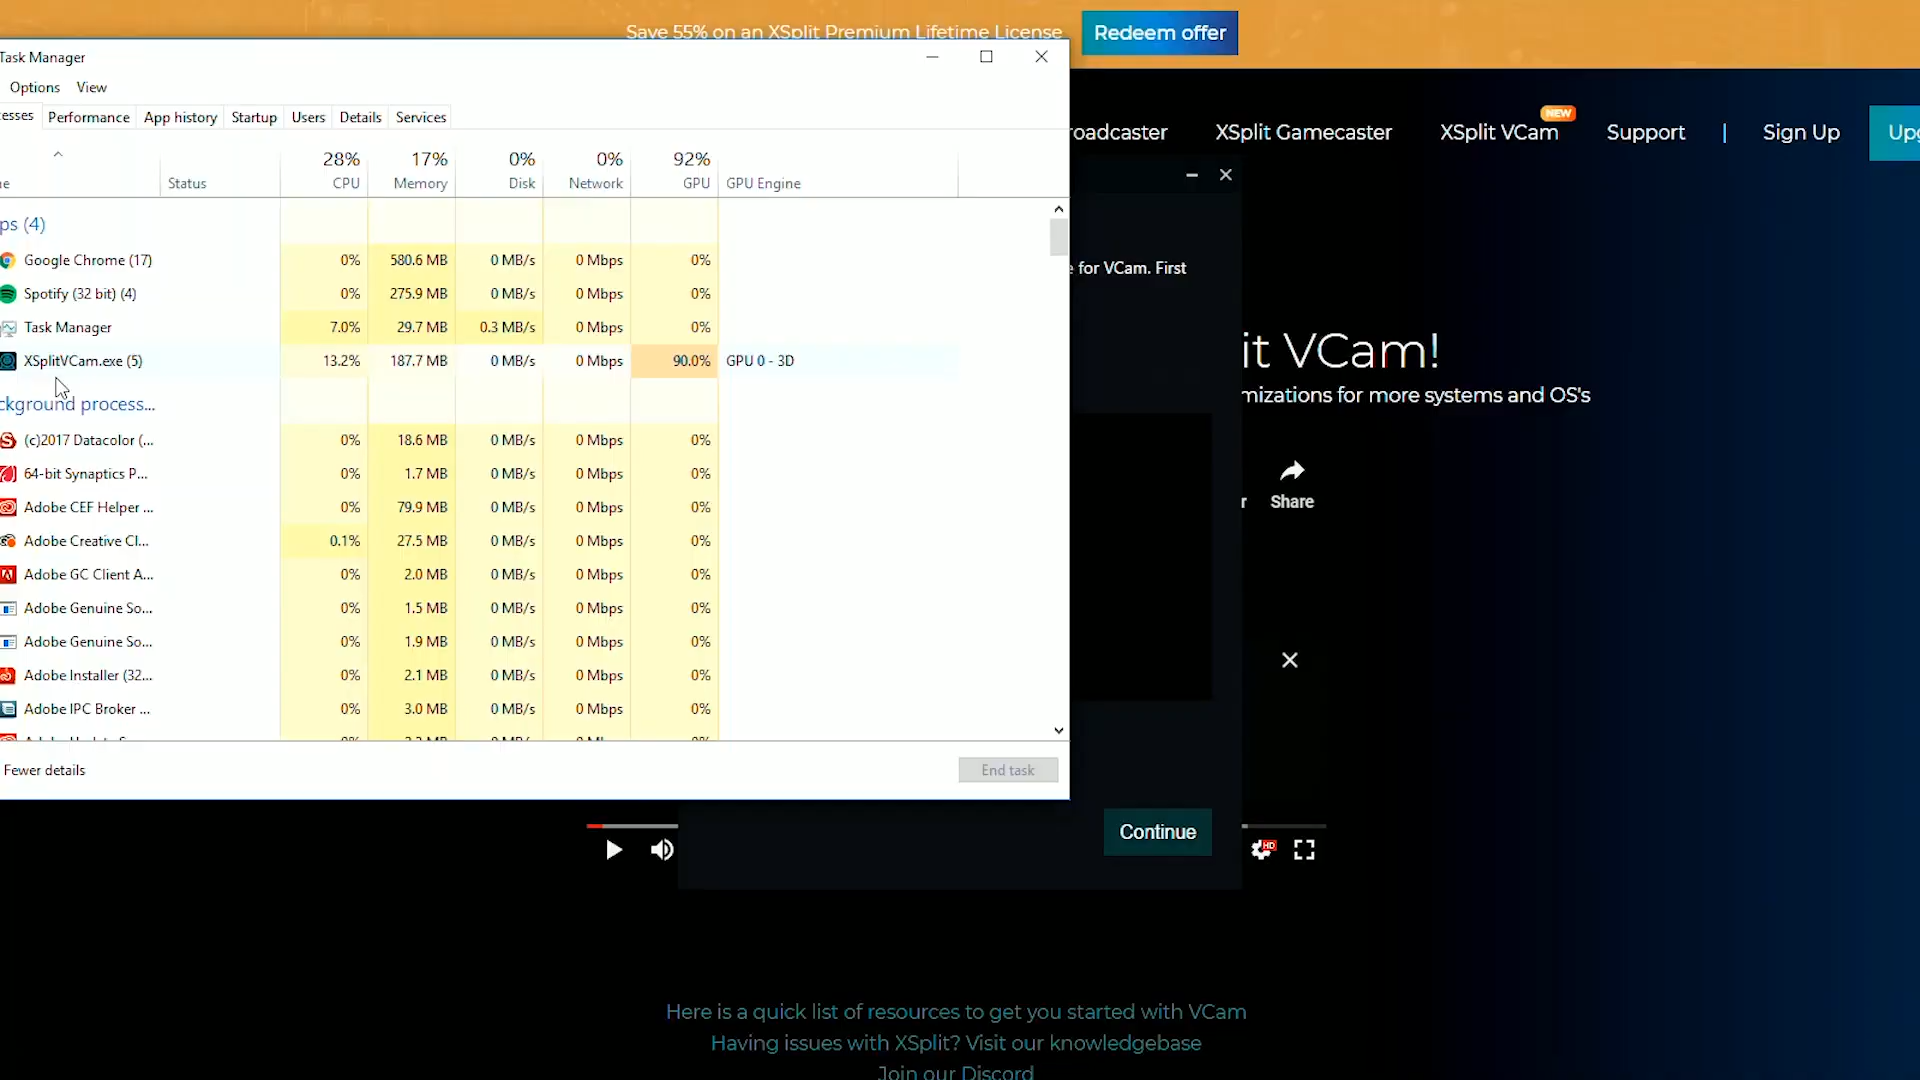 Save 55% on an XSplit Premium Lifetime License
Redeem offer
Task Manager
Options View
Performance App history Startup Users Details Services
28% 17% 0% 0% 92%
Status CPU Memory Disk Network GPU GPU Engine
ps (4)
Google Chrome (17) 0% 580.6 MB 0 MB/s 0 Mbps 0%
Spotify (32 bit) (4) 0% 275.9 MB 0 MB/s 0 Mbps 0%
Task Manager 7.0% 29.7 MB 0.3 MB/s 0 Mbps 0%
XSplitVCam.exe (5) 13.2% 187.7 MB 0 MB/s 0 Mbps 90.0% GPU 0 - 3D
ckground process...
(c)2017 Datacolor (... 0% 18.6 MB 0 MB/s 0 Mbps 0%
64-bit Synaptics P... 0% 1.7 MB 0 MB/s 0 Mbps 0%
Adobe CEF Helper ... 0% 79.9 MB 0 MB/s 0 Mbps 0%
Adobe Creative Cl... 0.1% 27.5 MB 0 MB/s 0 Mbps 0%
Adobe GC Client A... 0% 2.0 MB 0 MB/s 0 Mbps 0%
Adobe Genuine So... 0% 1.5 MB 0 MB/s 0 Mbps 0%
Adobe Genuine So... 0% 1.9 MB 0 MB/s 0 Mbps 0%
Adobe Installer (32... 0% 2.1 MB 0 MB/s 0 Mbps 0%
Adobe IPC Broker ... 0% 3.0 MB 0 MB/s 0 Mbps 0%
Fewer details
End task
roadcaster XSplit Gamecaster XSplit VCam NEW Support | Sign Up Upg
e for VCam. First
it VCam!
mizations for more systems and OS's
r Share
Continue
HD
Here is a quick list of resources to get you started with VCam
Having issues with XSplit? Visit our knowledgebase
Join our Discord